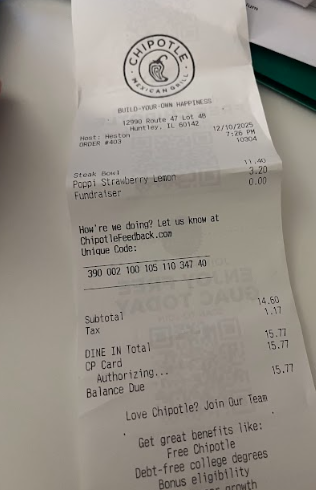 CHIPOTLE
MEXICAN GRILL
BUILD-YOUR-OWN HAPPINESS
12990 Route 47 Lot 4B
Huntley, IL 60142
Host: Heston 12/10/2025
ORDER #403 7:26 PM
10004
Steak Bowl 11.40
Poppi Strawberry Lemon 3.20
Fundraiser 0.00
How're we doing? Let us know at
ChipotleFeedback.com
Unique Code:
390 002 100 105 110 347 40
Subtotal 14.60
Tax 1.17
DINE IN Total 15.77
CP Card 15.77
Authorizing...
Balance Due 15.77
Love Chipotle? Join Our Team
Get great benefits like:
Free Chipotle
Debt-free college degrees
Bonus eligibility
growth